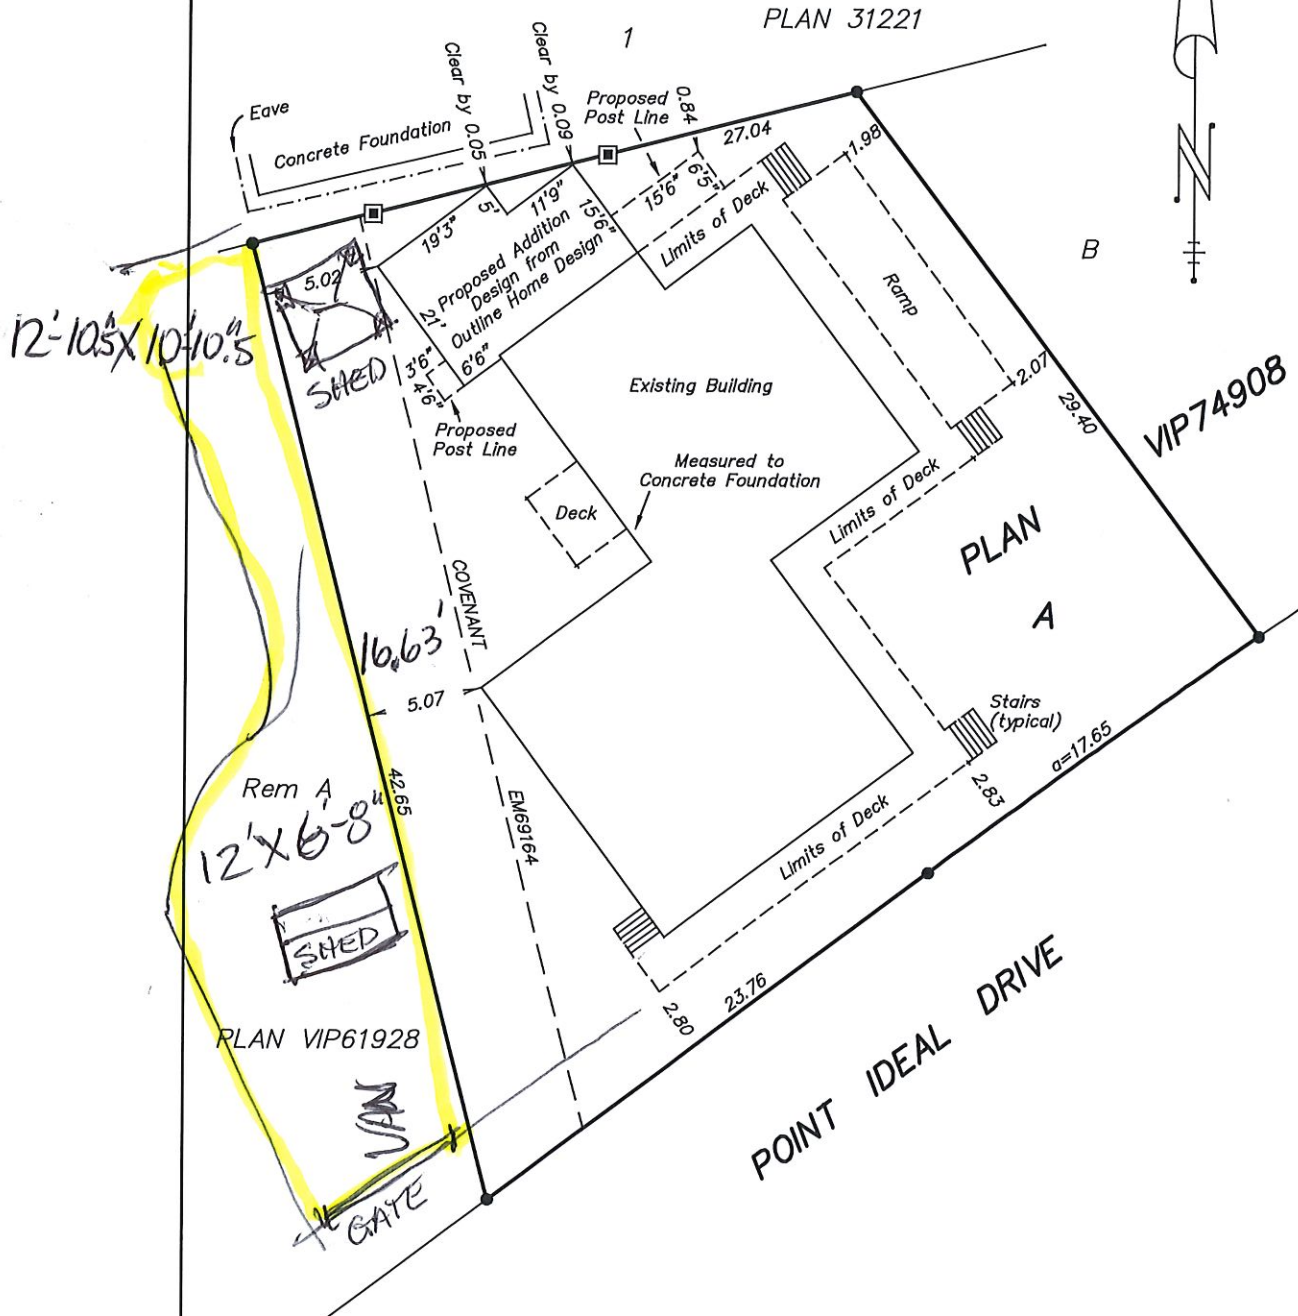 PLAN 31221
1
Clear by 0.05
Clear by 0.09
Eave
Concrete Foundation
Proposed
Post Line
0.84
27.04
1.98
N
B
6'5"
15'6"
Limits of Deck
5'
11'9"
15'6"
19'3"
Proposed Addition
Design from
Outline Home Design
21'
5.02
12'-10.5" X 10'-10.5"
SHED
3'6"
4'6"
6'6"
Ramp
2.07
29.40
VIP74908
Existing Building
Proposed
Post Line
Measured to
Concrete Foundation
Deck
Limits of Deck
PLAN
A
COVENANT
16.63'
5.07
Stairs
(typical)
a=17.65
Rem A
42.65
12' X 6'-8"
EM69164
2.83
Limits of Deck
SHED
23.76
2.80
PLAN VIP61928
VAN
GATE
POINT IDEAL DRIVE